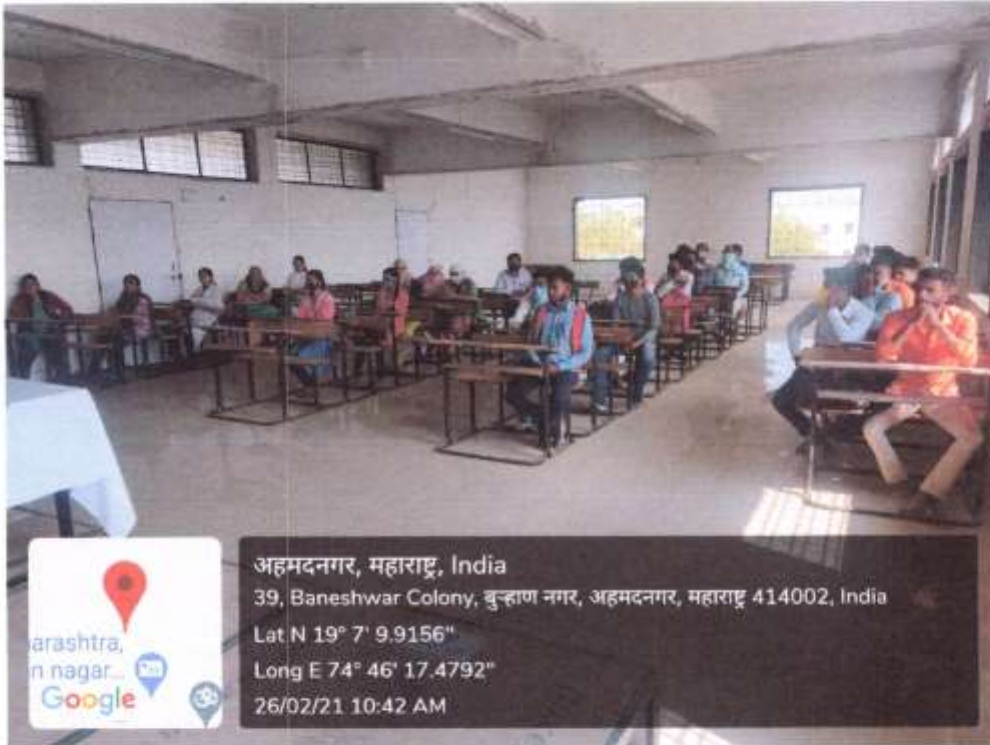 अहमदनगर, महाराष्ट्र, India
39, Baneshwar Colony, बुऱ्हाण नगर, अहमदनगर, महाराष्ट्र 414002, India
Lat N 19° 7' 9.9156"
Long E 74° 46' 17.4792"
26/02/21 10:42 AM
arashtra,
n nagar...
Google